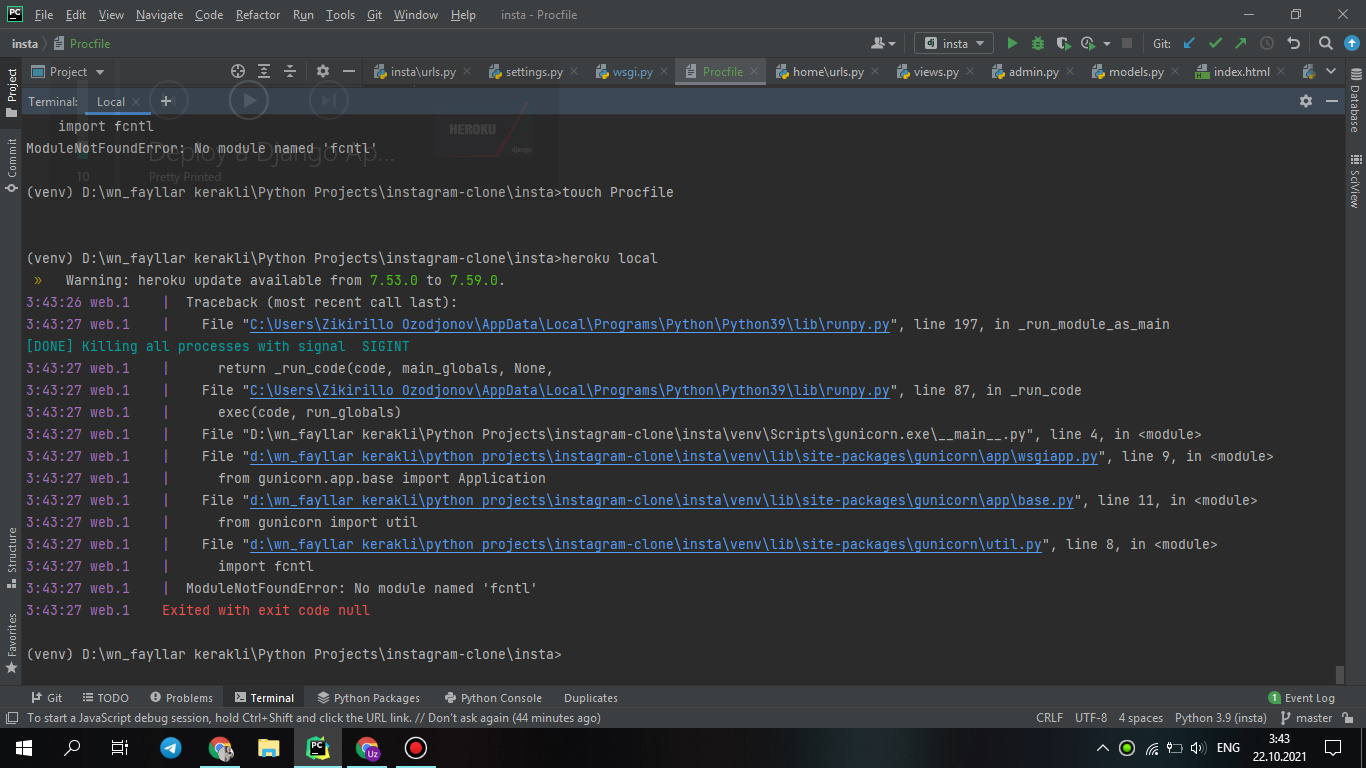 File Edit View Navigate Code Refactor Run Tools Git Window Help insta - Procfile
insta Procfile insta Git:
Project insta\urls.py settings.py wsgi.py Procfile home\urls.py views.py admin.py models.py index.html
Terminal: Local
Project
Commit
Structure
Favorites
Database
SciView
HEROKU
django
Deploy a Django Ap...
10 Pretty Printed
import fcntl
ModuleNotFoundError: No module named 'fcntl'
(venv) D:\wn_fayllar kerakli\Python Projects\instagram-clone\insta>touch Procfile
(venv) D:\wn_fayllar kerakli\Python Projects\instagram-clone\insta>heroku local
» Warning: heroku update available from 7.53.0 to 7.59.0.
3:43:26 web.1 | Traceback (most recent call last):
3:43:27 web.1 | File "C:\Users\Zikirillo Ozodjonov\AppData\Local\Programs\Python\Python39\lib\runpy.py", line 197, in _run_module_as_main
[DONE] Killing all processes with signal SIGINT
3:43:27 web.1 | return _run_code(code, main_globals, None,
3:43:27 web.1 | File "C:\Users\Zikirillo Ozodjonov\AppData\Local\Programs\Python\Python39\lib\runpy.py", line 87, in _run_code
3:43:27 web.1 | exec(code, run_globals)
3:43:27 web.1 | File "D:\wn_fayllar kerakli\Python Projects\instagram-clone\insta\venv\Scripts\gunicorn.exe\__main__.py", line 4, in <module>
3:43:27 web.1 | File "d:\wn_fayllar kerakli\python projects\instagram-clone\insta\venv\lib\site-packages\gunicorn\app\wsgiapp.py", line 9, in <module>
3:43:27 web.1 | from gunicorn.app.base import Application
3:43:27 web.1 | File "d:\wn_fayllar kerakli\python projects\instagram-clone\insta\venv\lib\site-packages\gunicorn\app\base.py", line 11, in <module>
3:43:27 web.1 | from gunicorn import util
3:43:27 web.1 | File "d:\wn_fayllar kerakli\python projects\instagram-clone\insta\venv\lib\site-packages\gunicorn\util.py", line 8, in <module>
3:43:27 web.1 | import fcntl
3:43:27 web.1 | ModuleNotFoundError: No module named 'fcntl'
3:43:27 web.1 Exited with exit code null
(venv) D:\wn_fayllar kerakli\Python Projects\instagram-clone\insta>
Git TODO Problems Terminal Python Packages Python Console Duplicates 1 Event Log
To start a JavaScript debug session, hold Ctrl+Shift and click the URL link. // Don't ask again (44 minutes ago) CRLF UTF-8 4 spaces Python 3.9 (insta) master
PC Uz ENG 3:43
22.10.2021